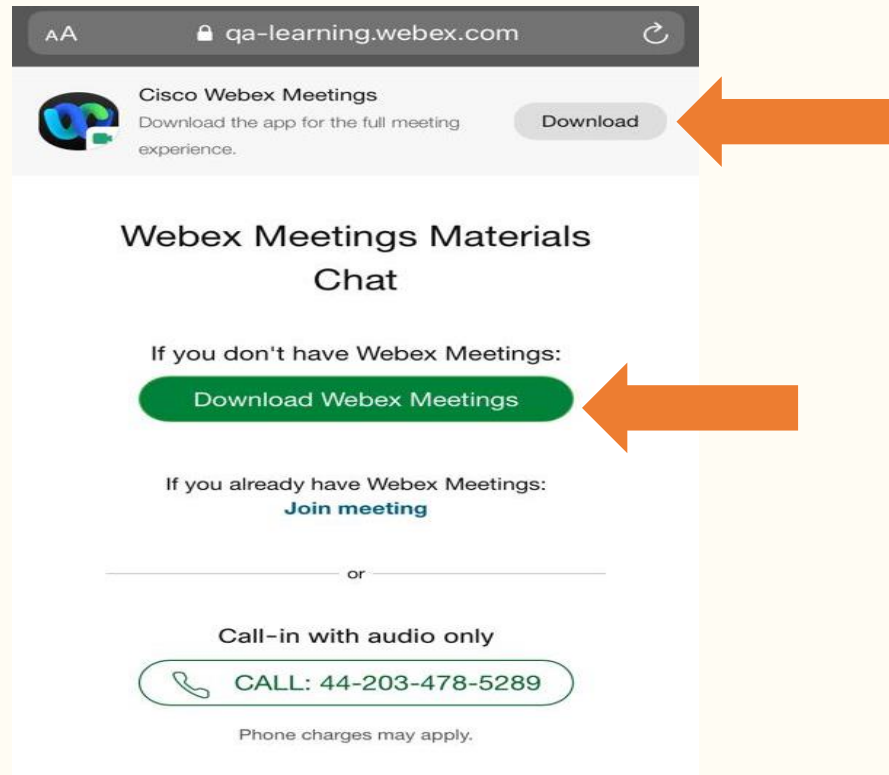 AA qa-learning.webex.com
Cisco Webex Meetings
Download the app for the full meeting
experience.
Download
Webex Meetings Materials
Chat
If you don't have Webex Meetings:
Download Webex Meetings
If you already have Webex Meetings:
Join meeting
or
Call-in with audio only
CALL: 44-203-478-5289
Phone charges may apply.